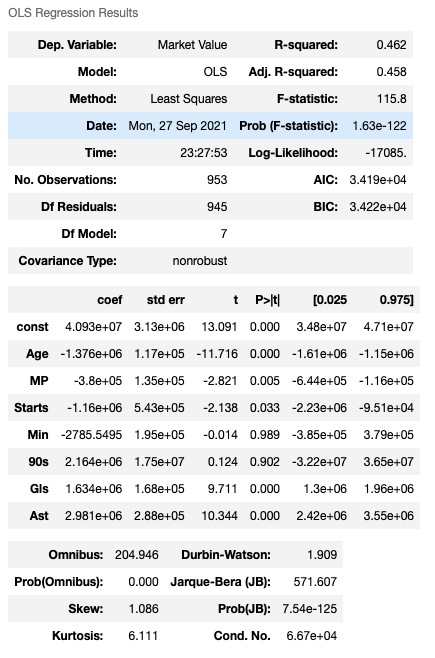 OLS Regression Results
Dep. Variable: Market Value R-squared: 0.462
Model: OLS Adj. R-squared: 0.458
Method: Least Squares F-statistic: 115.8
Date: Mon, 27 Sep 2021 Prob (F-statistic): 1.63e-122
Time: 23:27:53 Log-Likelihood: -17085.
No. Observations: 953 AIC: 3.419e+04
Df Residuals: 945 BIC: 3.422e+04
Df Model: 7
Covariance Type: nonrobust
coef std err t P>|t| [0.025 0.975]
const 4.093e+07 3.13e+06 13.091 0.000 3.48e+07 4.71e+07
Age -1.376e+06 1.17e+05 -11.716 0.000 -1.61e+06 -1.15e+06
MP -3.8e+05 1.35e+05 -2.821 0.005 -6.44e+05 -1.16e+05
Starts -1.16e+06 5.43e+05 -2.138 0.033 -2.23e+06 -9.51e+04
Min -2785.5495 1.95e+05 -0.014 0.989 -3.85e+05 3.79e+05
90s 2.164e+06 1.75e+07 0.124 0.902 -3.22e+07 3.65e+07
Gls 1.634e+06 1.68e+05 9.711 0.000 1.3e+06 1.96e+06
Ast 2.981e+06 2.88e+05 10.344 0.000 2.42e+06 3.55e+06
Omnibus: 204.946 Durbin-Watson: 1.909
Prob(Omnibus): 0.000 Jarque-Bera (JB): 571.607
Skew: 1.086 Prob(JB): 7.54e-125
Kurtosis: 6.111 Cond. No. 6.67e+04